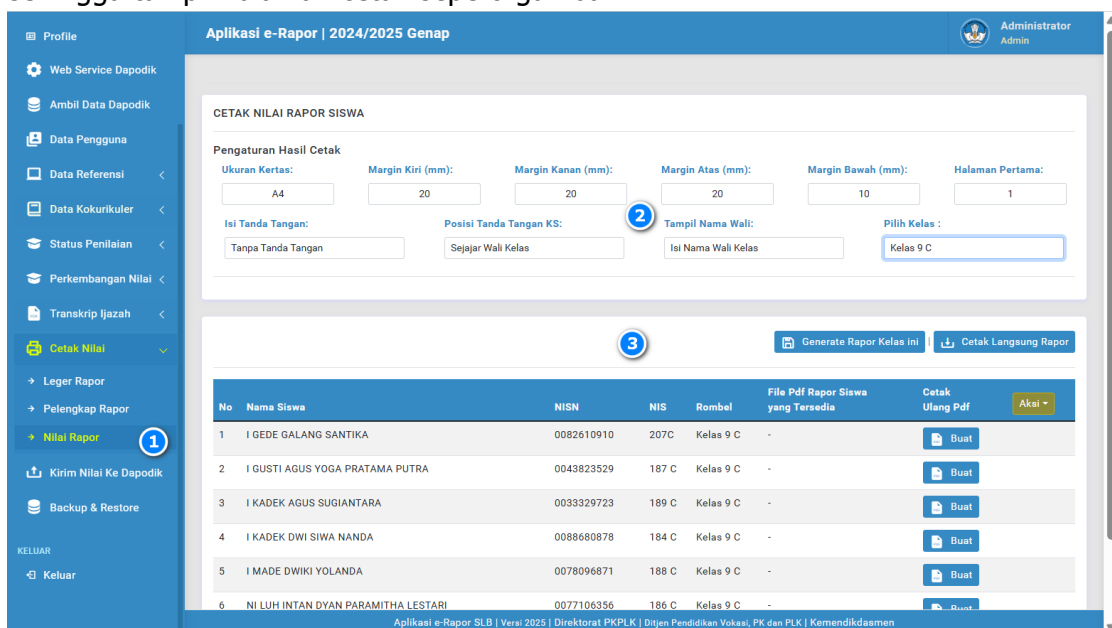 Profile
Web Service Dapodik
Ambil Data Dapodik
Data Pengguna
Data Referensi
Data Kokurikuler
Status Penilaian
Perkembangan Nilai
Transkrip Ijazah
Cetak Nilai
Leger Rapor
Pelengkap Rapor
Nilai Rapor 1
Kirim Nilai Ke Dapodik
Backup & Restore
KELUAR
Keluar
Aplikasi e-Rapor | 2024/2025 Genap
Administrator
Admin
CETAK NILAI RAPOR SISWA
Pengaturan Hasil Cetak
Ukuran Kertas: Margin Kiri (mm): Margin Kanan (mm): Margin Atas (mm): Margin Bawah (mm): Halaman Pertama:
A4 20 20 20 10 1
2
Isi Tanda Tangan: Posisi Tanda Tangan KS: Tampil Nama Wali: Pilih Kelas :
Tanpa Tanda Tangan Sejajar Wali Kelas Isi Nama Wali Kelas Kelas 9 C
3 Generate Rapor Kelas ini | Cetak Langsung Rapor
No Nama Siswa NISN NIS Rombel File Pdf Rapor Siswa yang Tersedia Cetak Ulang Pdf Aksi
1 I GEDE GALANG SANTIKA 0082610910 207C Kelas 9 C - Buat
2 I GUSTI AGUS YOGA PRATAMA PUTRA 0043823529 187 C Kelas 9 C - Buat
3 I KADEK AGUS SUGIANTARA 0033329723 189 C Kelas 9 C - Buat
4 I KADEK DWI SIWA NANDA 0088680878 184 C Kelas 9 C - Buat
5 I MADE DWIKI YOLANDA 0078096871 188 C Kelas 9 C - Buat
6 NI LUH INTAN DYAN PARAMITHA LESTARI 0077106356 186 C Kelas 9 C - Buat
Aplikasi e-Rapor SLB | Versi 2025 | Direktorat PKPLK | Ditjen Pendidikan Vokasi, PK dan PLK | Kemendikdasmen